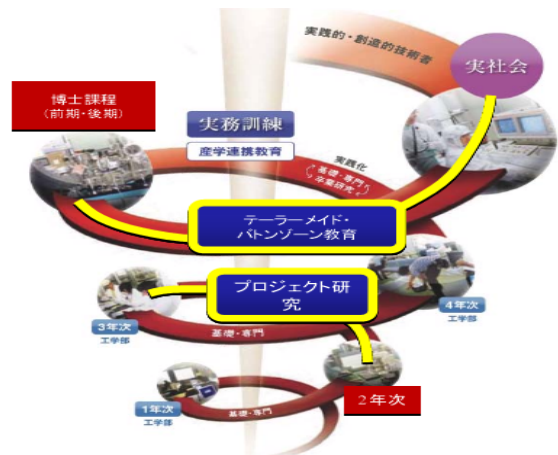 実践的・創造的技術者
実社会
博士課程
(前期・後期)
実務訓練
産学連携教育
実践化
基礎・専門
卒業研究
テーラーメイド・
バトンゾーン教育
プロジェクト研
究
3年次
工学部
4年次
工学部
基礎・専門
2年次
1年次
工学部
基礎・専門